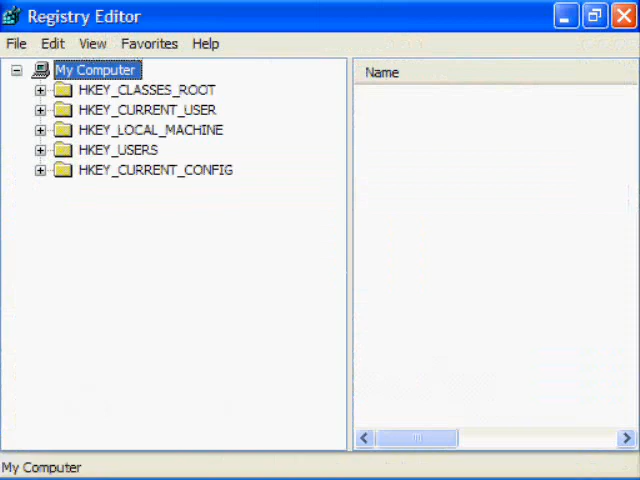 Registry Editor
File Edit View Favorites Help
My Computer
Name
HKEY_CLASSES_ROOT
HKEY_CURRENT_USER
HKEY_LOCAL_MACHINE
HKEY_USERS
HKEY_CURRENT_CONFIG
My Computer